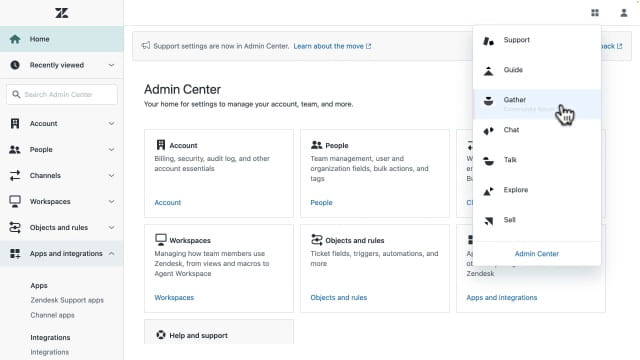 Home
Recently viewed
Search Admin Center
Account
People
Channels
Workspaces
Objects and rules
Apps and integrations
Apps
Zendesk Support apps
Channel apps
Integrations
Integrations
Support settings are now in Admin Center. Learn about the move
back
Admin Center
Your home for settings to manage your account, team, and more.
Account
Billing, security, audit log, and other
account essentials
Account
People
Team management, user and
organization fields, bulk actions, and
tags
People
Workspaces
Managing how team members use
Zendesk, from views and macros to
Agent Workspace
Workspaces
Objects and rules
Ticket fields, triggers, automations, and
more
Objects and rules
Zendesk
Apps and integrations
Help and support
Support
Guide
Gather
Chat
Talk
Explore
Sell
Admin Center